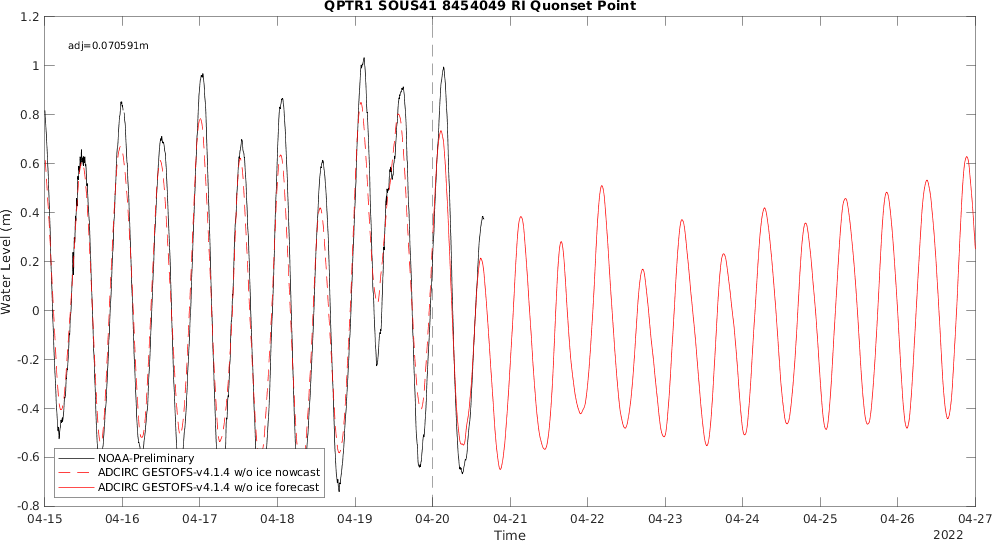 QPTR1 SOUS41 8454049 RI Quonset Point
1.2
adj=0.070591m
1
0.8
0.6
0.4
0.2
0
-0.2
-0.4
-0.6
-0.8
Water Level (m)
NOAA-Preliminary
ADCIRC GESTOFS-v4.1.4 w/o ice nowcast
ADCIRC GESTOFS-v4.1.4 w/o ice forecast
04-15 04-16 04-17 04-18 04-19 04-20 04-21 04-22 04-23 04-24 04-25 04-26 04-27
Time
2022